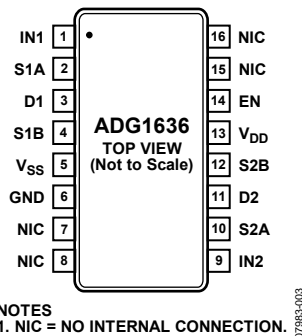 IN1 1 16 NIC
S1A 2 15 NIC
D1 3 14 EN
S1B 4 ADG1636 13 VDD
VSS 5 TOP VIEW (Not to Scale) 12 S2B
GND 6 11 D2
NIC 7 10 S2A
NIC 8 9 IN2
NOTES
1. NIC = NO INTERNAL CONNECTION.
07983-003